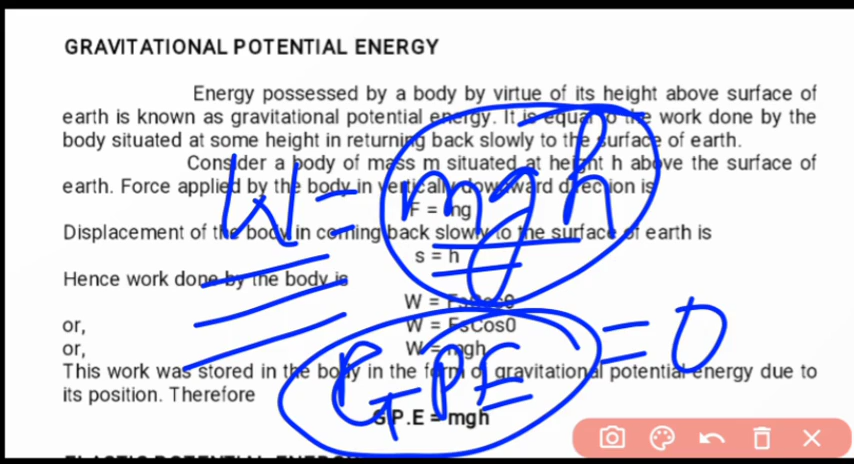 GRAVITATIONAL POTENTIAL ENERGY
Energy possessed by a body by virtue of its height above surface of
earth is known as gravitational potential energy. It is equal to the work done by the
body situated at some height in returning back slowly to the surface of earth.
Consider a body of mass m situated at height h above the surface of
earth. Force applied by the body in vertically downward direction is
F = mg
Displacement of the body in coming back slowly to the surface of earth is
s = h
Hence work done by the body is
W = FsCosθ
or, W = FsCos0
or, W = mgh
This work was stored in the body in the form of gravitational potential energy due to
its position. Therefore
G.P.E = mgh
W = mgh
GPE = 0